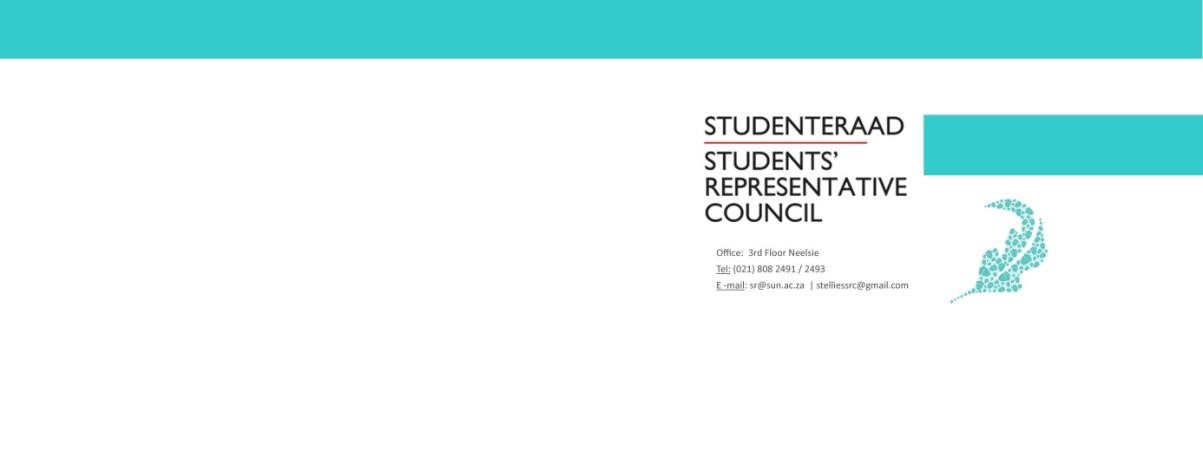 STUDENTERAAD
STUDENTS’
REPRESENTATIVE
COUNCIL
Office:  3rd Floor Neelsie
Tel: (021) 808 2491 / 2493
E -mail: sr@sun.ac.za  | stelliessrc@gmail.com